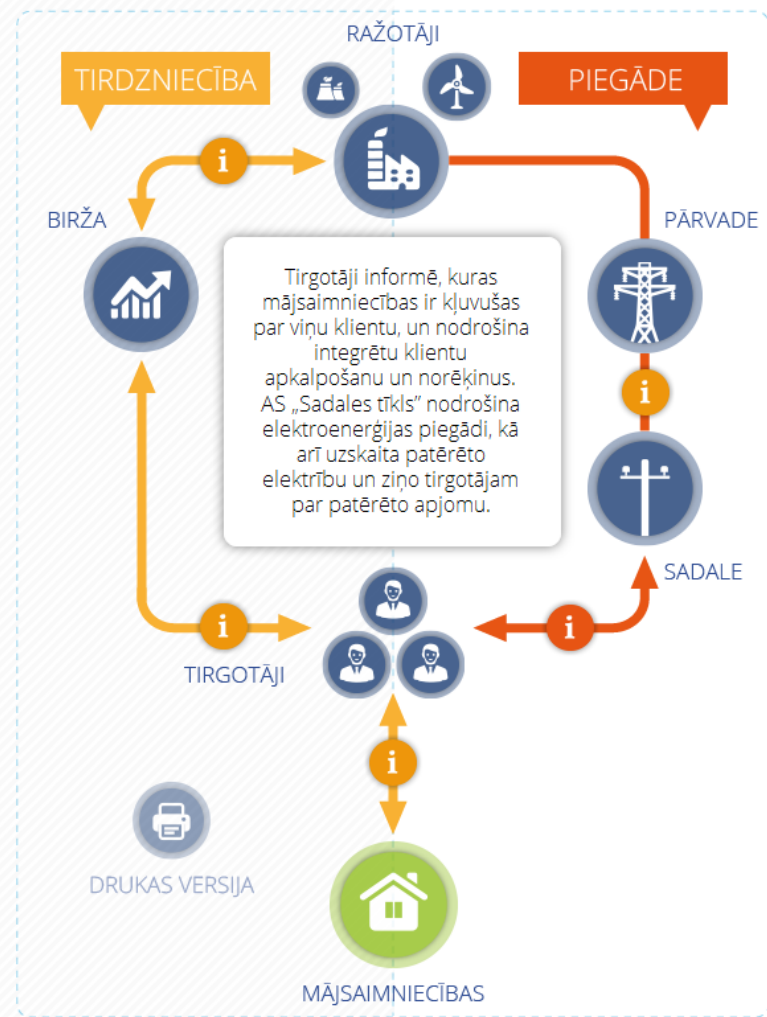 RAŽOTĀJI
TIRDZNIECĪBA
PIEGĀDE
i
BIRŽA
PĀRVADE
Tirgotāji informē, kuras
mājsaimniecības ir kļuvušas
par viņu klientu, un nodrošina
integrētu klientu
apkalpošanu un norēķinus.
AS „Sadales tīkls” nodrošina
elektroenerģijas piegādi, kā
arī uzskaita patērēto
elektrību un ziņo tirgotājam
par patērēto apjomu.
i
SADALE
i
i
TIRGOTĀJI
i
DRUKAS VERSIJA
MĀJSAIMNIECĪBAS